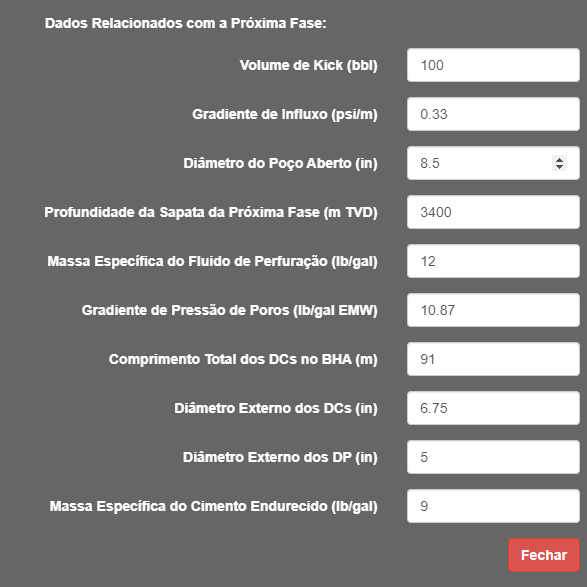 Dados Relacionados com a Próxima Fase:
Volume de Kick (bbl) 100
Gradiente de Influxo (psi/m) 0.33
Diâmetro do Poço Aberto (in) 8.5
Profundidade da Sapata da Próxima Fase (m TVD) 3400
Massa Específica do Fluido de Perfuração (lb/gal) 12
Gradiente de Pressão de Poros (lb/gal EMW) 10.87
Comprimento Total dos DCs no BHA (m) 91
Diâmetro Externo dos DCs (in) 6.75
Diâmetro Externo dos DP (in) 5
Massa Específica do Cimento Endurecido (lb/gal) 9
Fechar